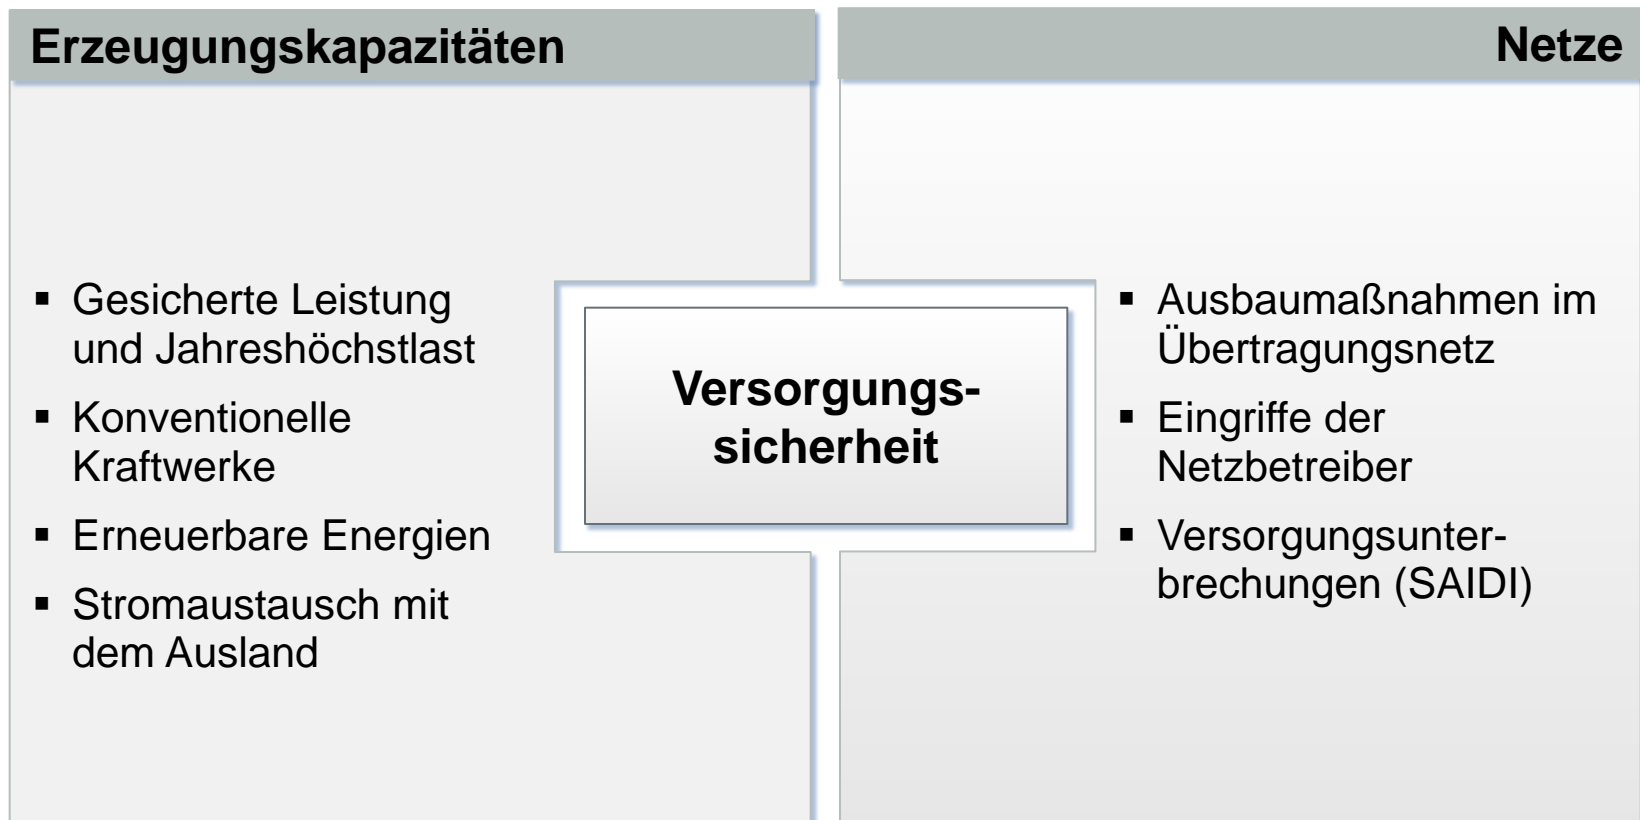 Erzeugungskapazitäten
▪ Gesicherte Leistung
und Jahreshöchstlast
▪ Konventionelle
Kraftwerke
▪ Erneuerbare Energien
▪ Stromaustausch mit
dem Ausland
Versorgungs-
sicherheit
Netze
▪ Ausbaumaßnahmen im
Übertragungsnetz
▪ Eingriffe der
Netzbetreiber
▪ Versorgungsunter-
brechungen (SAIDI)